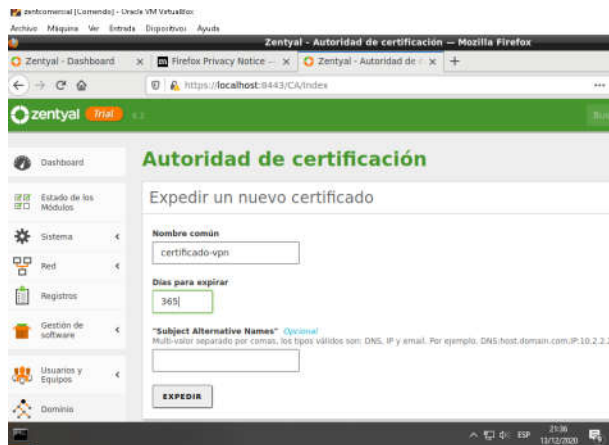 zentcomercial [Corriendo] - Oracle VM VirtualBox
Archivo Máquina Ver Entrada Dispositivos Ayuda
Zentyal - Autoridad de certificación — Mozilla Firefox
Zentyal - Dashboard
Firefox Privacy Notice —
Zentyal - Autoridad de
https://localhost:8443/CA/Index
zentyal Trial
Dashboard
Autoridad de certificación
Estado de los Módulos
Expedir un nuevo certificado
Sistema
Nombre común
certificado-vpn
Red
Días para expirar
365
Registros
Gestión de software
"Subject Alternative Names" Opcional
Multi-valor separado por comas, los tipos válidos son: DNS, IP y email. Por ejemplo, DNS:host.domain.com,IP:10.2.2.
Usuarios y Equipos
EXPEDIR
Dominio
ESP
21:36
13/12/2020